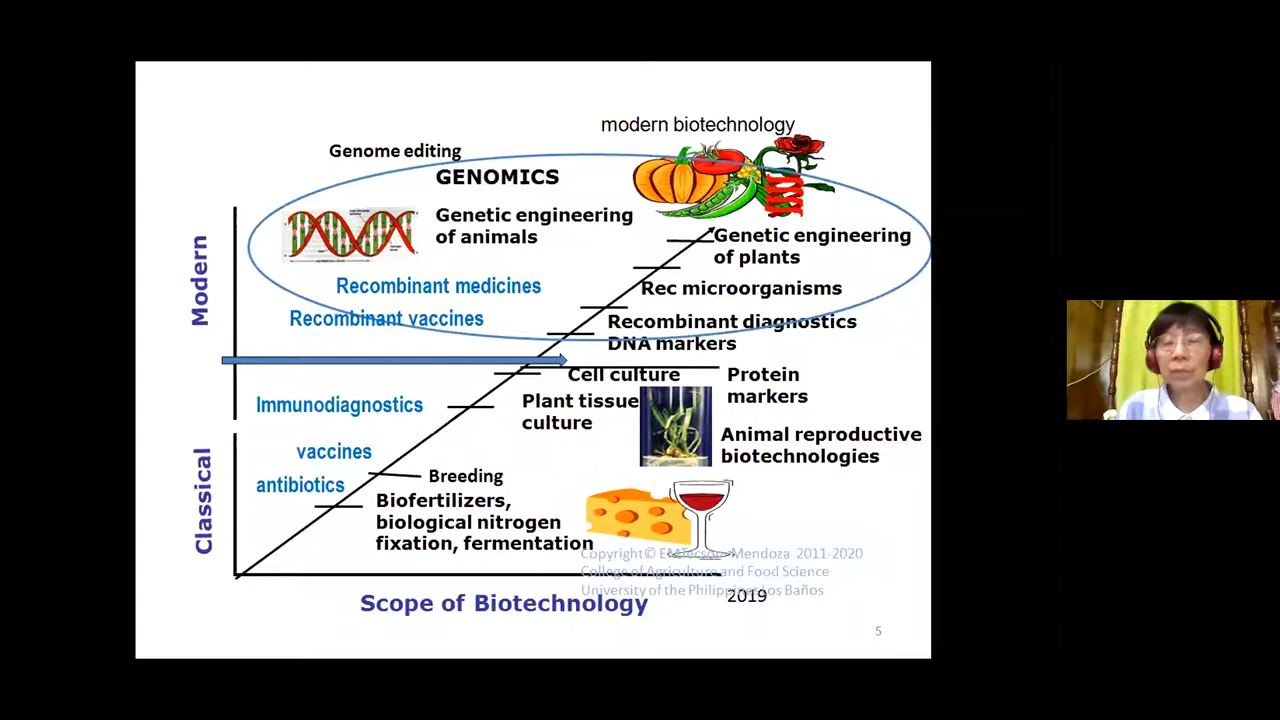 modern biotechnology
Genome editing
GENOMICS
Genetic engineering
of animals
Genetic engineering
of plants
Recombinant medicines
Rec microorganisms
Recombinant vaccines
Recombinant diagnostics
DNA markers
Modern
Cell culture
Protein
markers
Immunodiagnostics
Plant tissue
culture
Animal reproductive
biotechnologies
vaccines
Breeding
antibiotics
Biofertilizers,
biological nitrogen
fixation, fermentation
Classical
Copyright© Mendoza 2011-2020
College of Agriculture and Food Science
University of the Philippines Los Baños
2019
Scope of Biotechnology
5